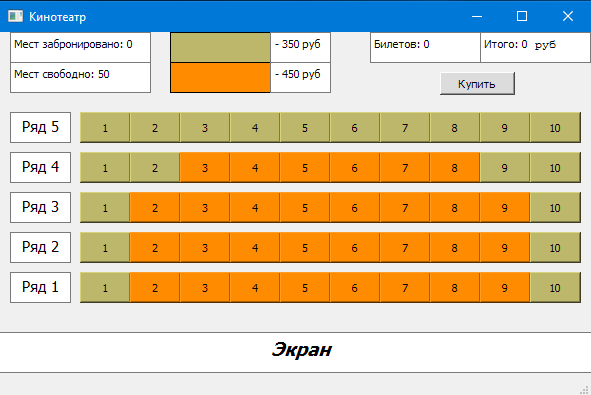 Кинотеатр
Мест забронировано: 0
- 350 руб
Билетов: 0
Итого: 0 руб
Мест свободно: 50
- 450 руб
Купить
Ряд 5 1 2 3 4 5 6 7 8 9 10
Ряд 4 1 2 3 4 5 6 7 8 9 10
Ряд 3 1 2 3 4 5 6 7 8 9 10
Ряд 2 1 2 3 4 5 6 7 8 9 10
Ряд 1 1 2 3 4 5 6 7 8 9 10
Экран